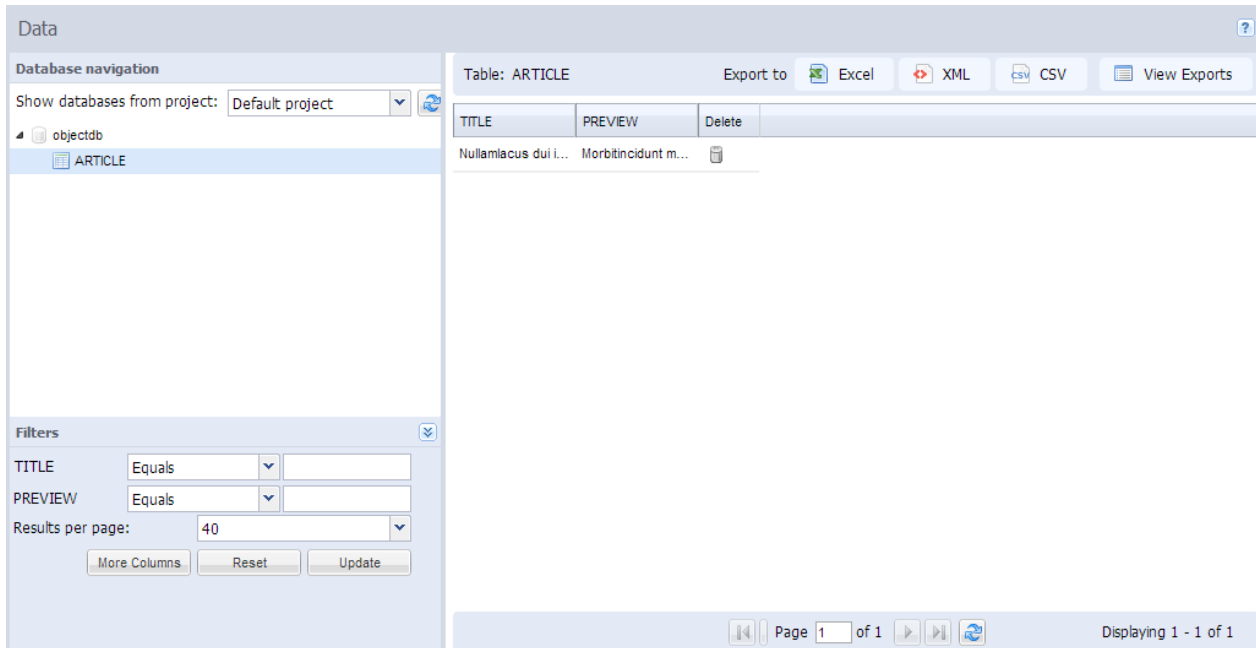 Data
?
Database navigation
Show databases from project: Default project
objectdb
ARTICLE
Table: ARTICLE Export to Excel XML CSV CSV View Exports
TITLE PREVIEW Delete
Nullamlacus dui i... Morbitincidunt m...
Filters
TITLE Equals
PREVIEW Equals
Results per page: 40
More Columns Reset Update
Page 1 of 1 Displaying 1 - 1 of 1